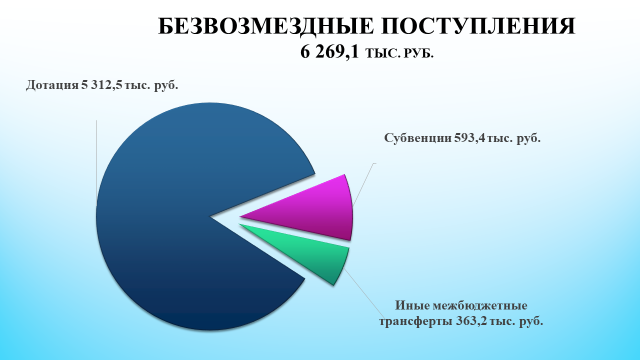 БЕЗВОЗМЕЗДНЫЕ ПОСТУПЛЕНИЯ
6 269,1 ТЫС. РУБ.
Дотация 5 312,5 тыс. руб.
Субвенции 593,4 тыс. руб.
Иные межбюджетные
трансферты 363,2 тыс. руб.